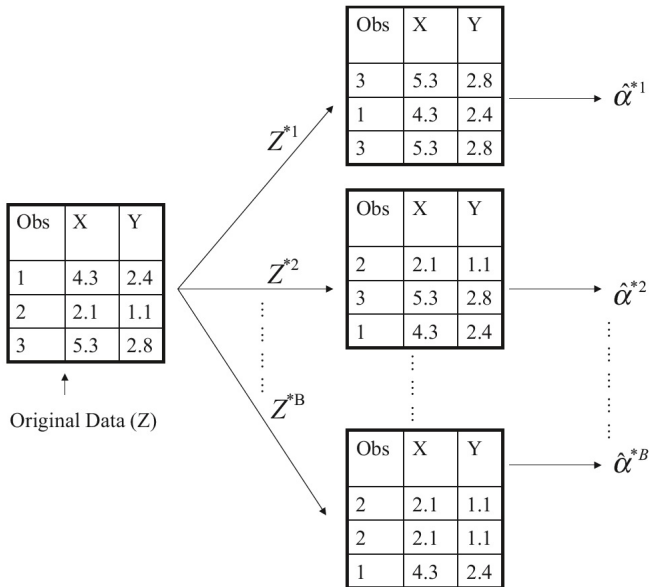 Obs X Y
3 5.3 2.8
1 4.3 2.4
3 5.3 2.8
α̂*1
Z*1
Obs X Y
1 4.3 2.4
2 2.1 1.1
3 5.3 2.8
Original Data (Z)
Z*2
Obs X Y
2 2.1 1.1
3 5.3 2.8
1 4.3 2.4
α̂*2
Z*B
Obs X Y
2 2.1 1.1
2 2.1 1.1
1 4.3 2.4
α̂*B